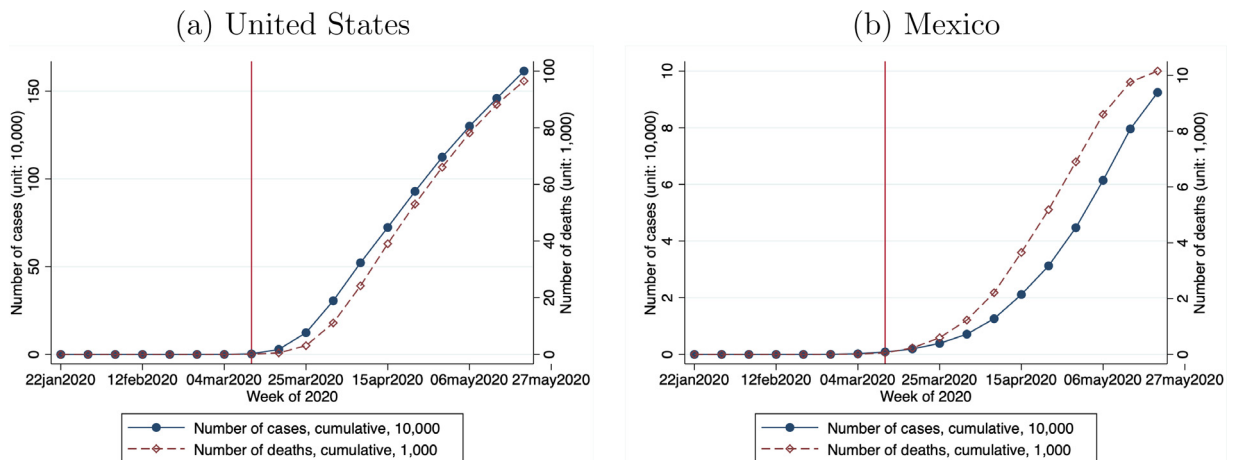 (a) United States
Number of cases (unit: 10,000)
150
100
50
0
100
80
60
40
20
0
Number of deaths (unit: 1,000)
22jan2020 12feb2020 04mar2020 25mar2020 15apr2020 06may2020 27may2020
Week of 2020
Number of cases, cumulative, 10,000
Number of deaths, cumulative, 1,000
(b) Mexico
Number of cases (unit: 10,000)
10
8
6
4
2
0
10
8
6
4
2
0
Number of deaths (unit: 1,000)
22jan2020 12feb2020 04mar2020 25mar2020 15apr2020 06may2020 27may2020
Week of 2020
Number of cases, cumulative, 10,000
Number of deaths, cumulative, 1,000